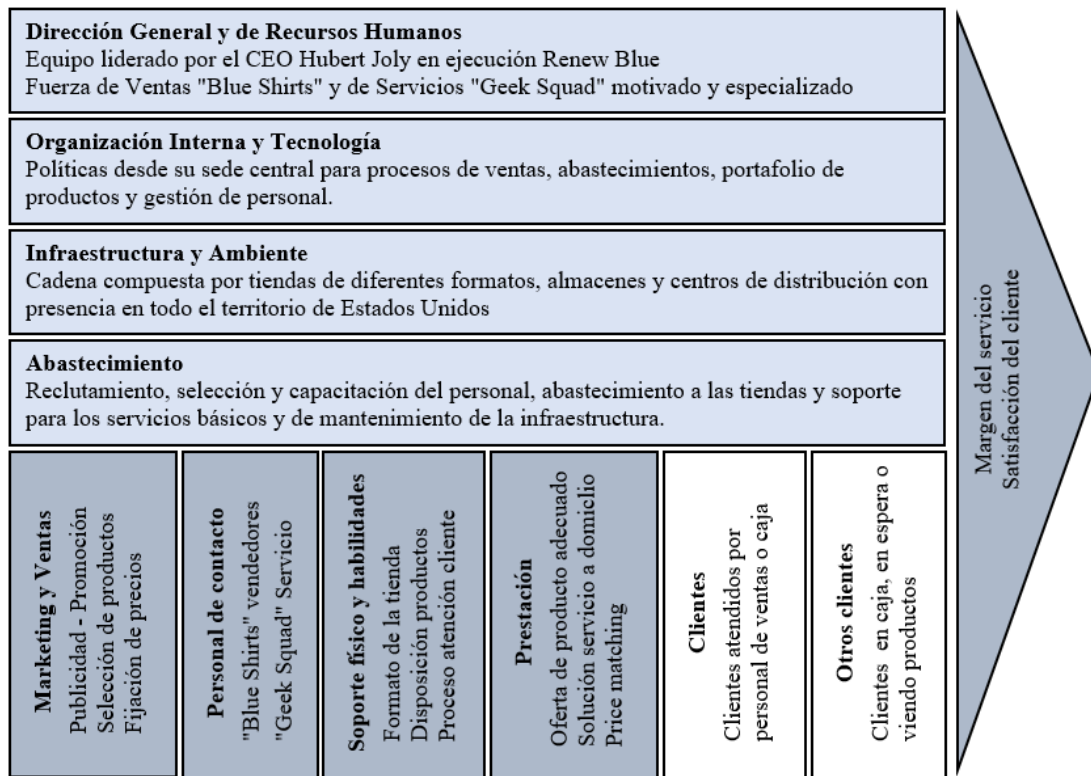 Dirección General y de Recursos Humanos
Equipo liderado por el CEO Hubert Joly en ejecución Renew Blue
Fuerza de Ventas "Blue Shirts" y de Servicios "Geek Squad" motivado y especializado
Organización Interna y Tecnología
Políticas desde su sede central para procesos de ventas, abastecimientos, portafolio de
productos y gestión de personal.
Infraestructura y Ambiente
Cadena compuesta por tiendas de diferentes formatos, almacenes y centros de distribución con
presencia en todo el territorio de Estados Unidos
Abastecimiento
Reclutamiento, selección y capacitación del personal, abastecimiento a las tiendas y soporte
para los servicios básicos y de mantenimiento de la infraestructura.
Marketing y Ventas
Publicidad - Promoción
Selección de productos
Fijación de precios
Personal de contacto
"Blue Shirts" vendedores
"Geek Squad" Servicio
Soporte físico y habilidades
Formato de la tienda
Disposición productos
Proceso atención cliente
Prestación
Oferta de producto adecuado
Solución servicio a domicilio
Price matching
Clientes
Clientes atendidos por
personal de ventas o caja
Otros clientes
Clientes en caja, en espera o
viendo productos
Margen del servicio
Satisfacción del cliente